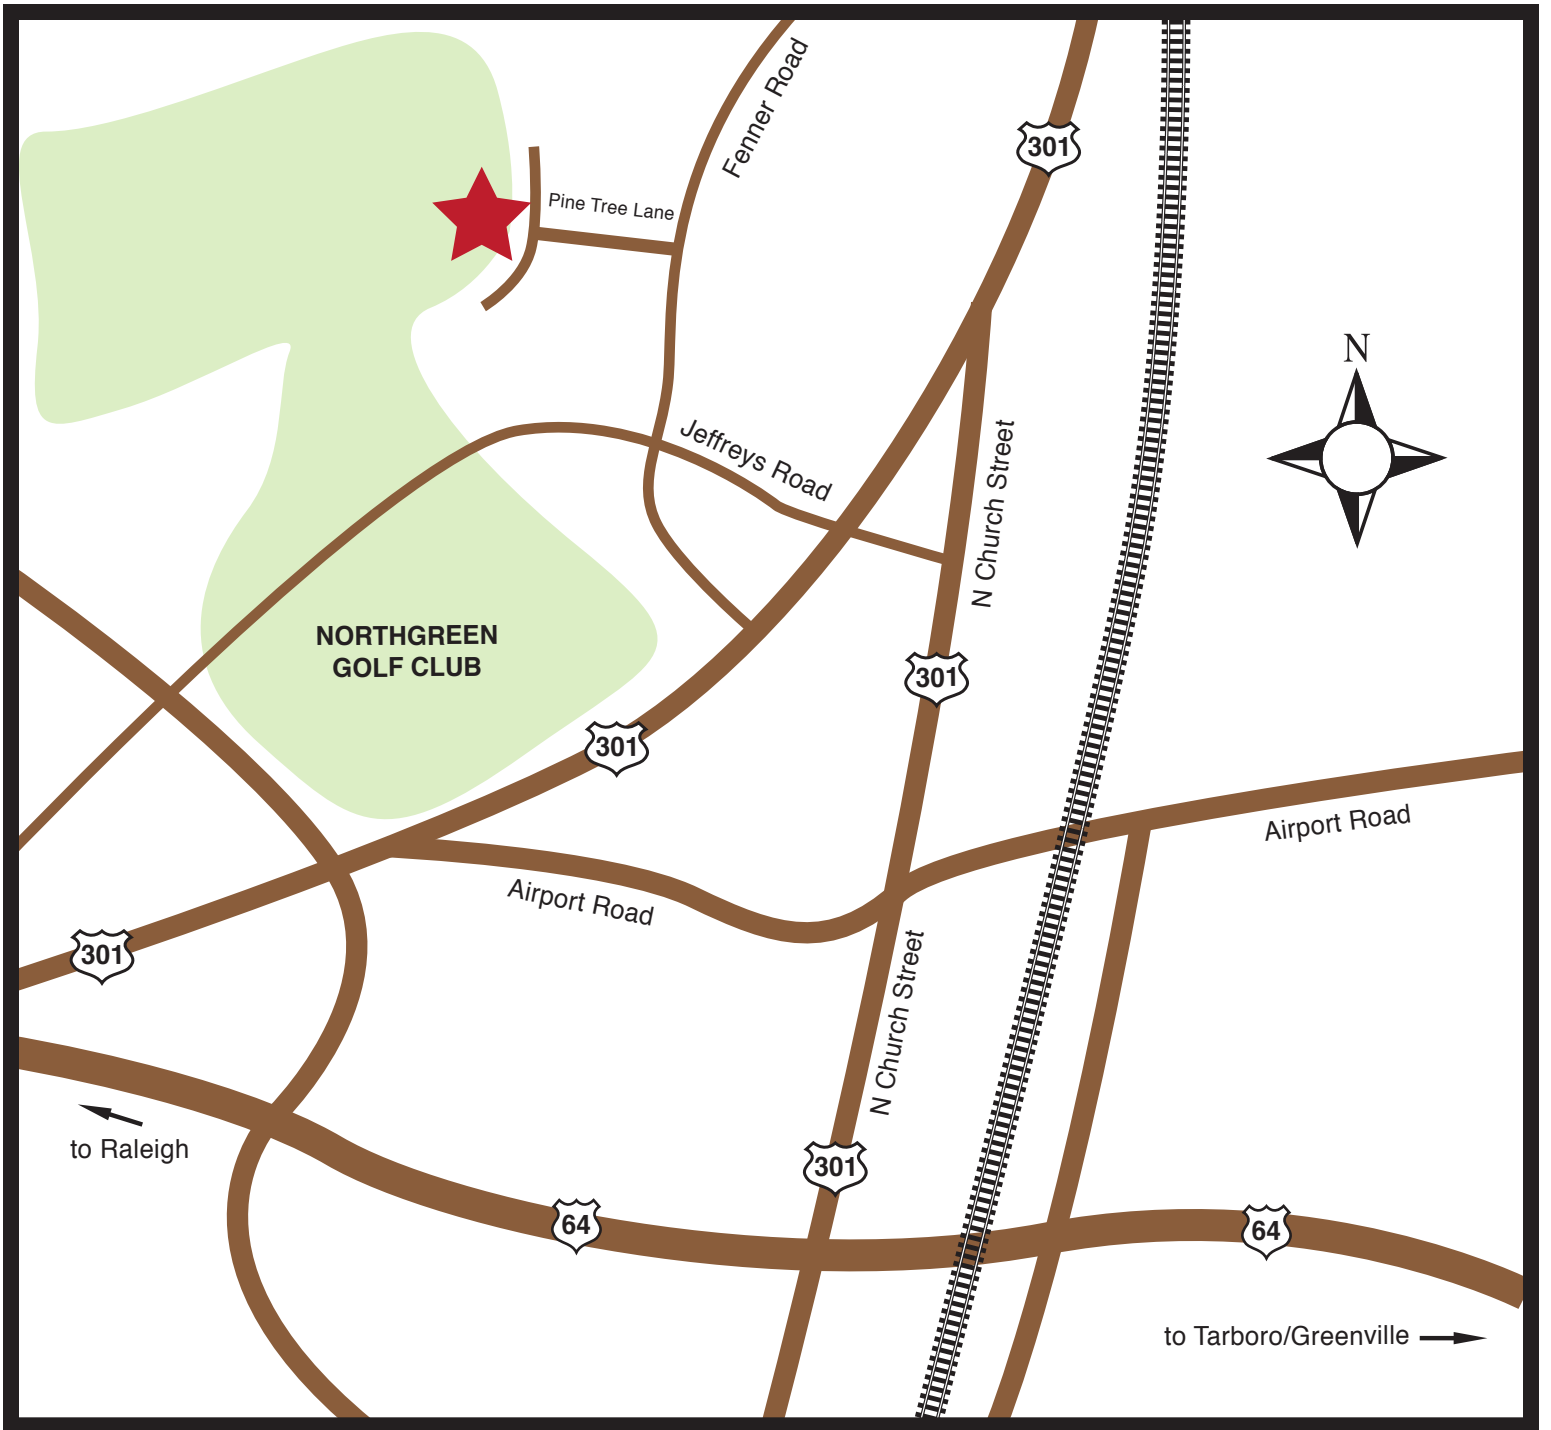 Fenner Road
301
Pine Tree Lane
N
Jeffreys Road
N Church Street
NORTHGREEN
GOLF CLUB
301
301
Airport Road
Airport Road
301
N Church Street
to Raleigh
301
64
64
to Tarboro/Greenville